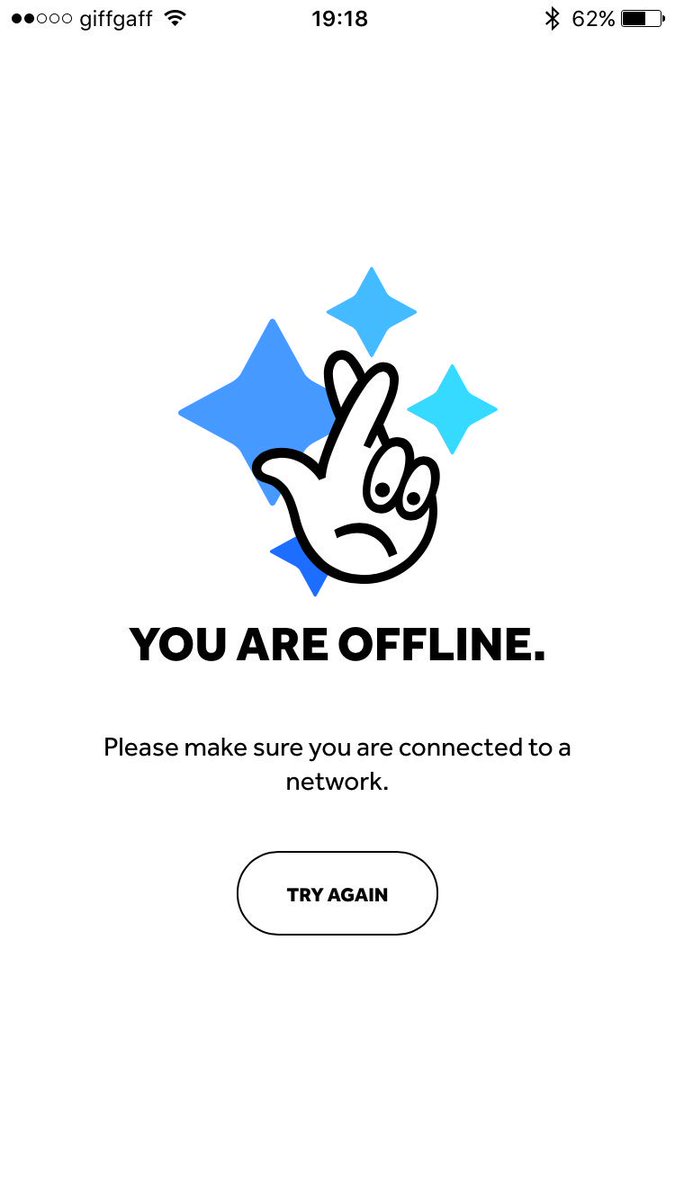 giffgaff 19:18 62%
YOU ARE OFFLINE.
Please make sure you are connected to a
network.
TRY AGAIN